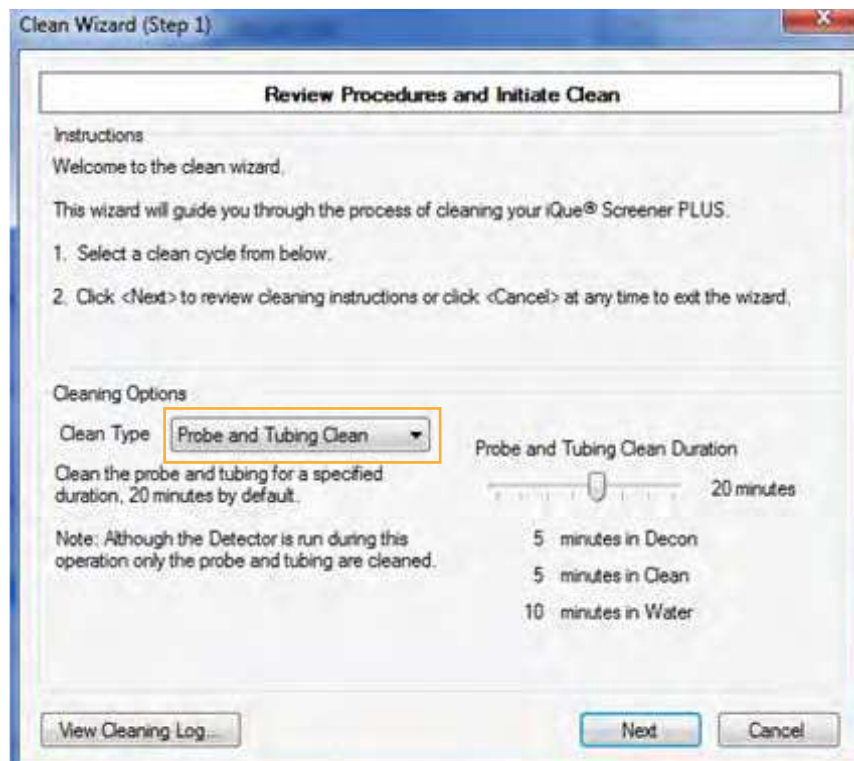 Clean Wizard (Step 1)
Review Procedures and Initiate Clean
Instructions
Welcome to the clean wizard.
This wizard will guide you through the process of cleaning your iQue® Screener PLUS.
1. Select a clean cycle from below.
2. Click <Next> to review cleaning instructions or click <Cancel> at any time to exit the wizard.
Cleaning Options
Clean Type Probe and Tubing Clean
Clean the probe and tubing for a specified
duration, 20 minutes by default.
Note: Although the Detector is run during this
operation only the probe and tubing are cleaned.
Probe and Tubing Clean Duration
20 minutes
5 minutes in Decon
5 minutes in Clean
10 minutes in Water
View Cleaning Log...
Next
Cancel